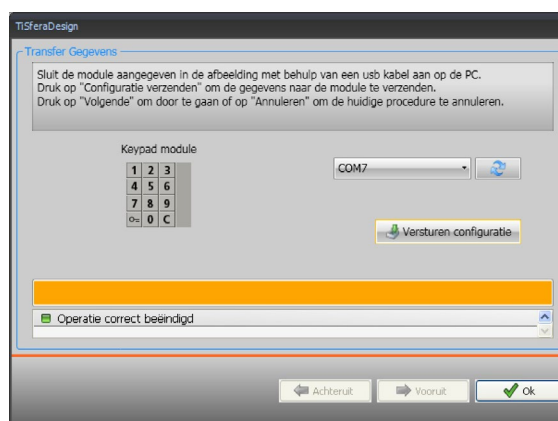 TiSferaDesign
Transfer Gegevens
Sluit de module aangegeven in de afbeelding met behulp van een usb kabel aan op de PC.
Druk op "Configuratie verzenden" om de gegevens naar de module te verzenden.
Druk op "Volgende" om door te gaan of op "Annuleren" om de huidige procedure te annuleren.
Keypad module
1 2 3
4 5 6
7 8 9
0 C
COM7
Versturen configuratie
Operatie correct beëindigd
Achteruit
Vooruit
Ok